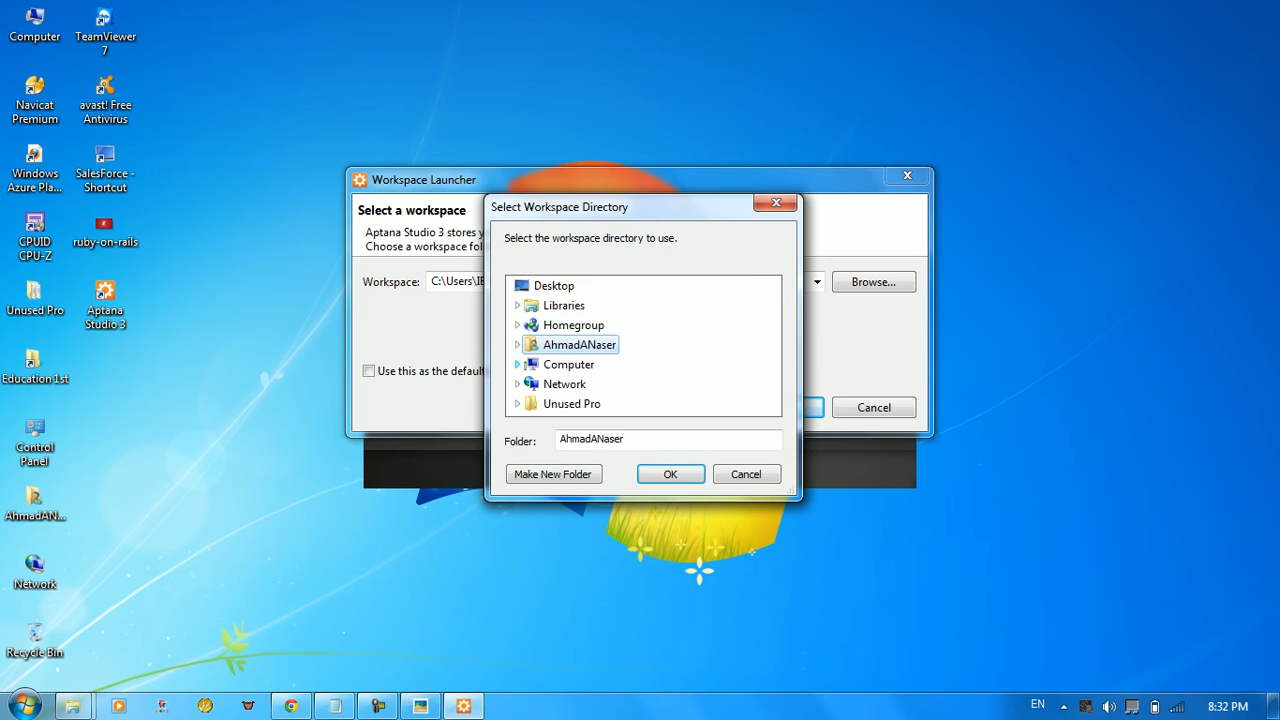 Computer
TeamViewer
7
Navicat
Premium
avast! Free
Antivirus
Windows
Azure Pla...
SalesForce -
Shortcut
CPUID
CPU-Z
ruby-on-rails
Unused Pro
Aptana
Studio 3
Education 1st
Control
Panel
AhmadAN...
Network
Recycle Bin
Workspace Launcher
Select a workspace
Aptana Studio 3 stores
Choose a workspace
Workspace:
C:\Users\
Browse...
Use this as the default
Cancel
Select Workspace Directory
Select the workspace directory to use.
Desktop
Libraries
Homegroup
AhmadANaser
Computer
Network
Unused Pro
Folder:
AhmadANaser
Make New Folder
OK
Cancel
EN
8:32 PM